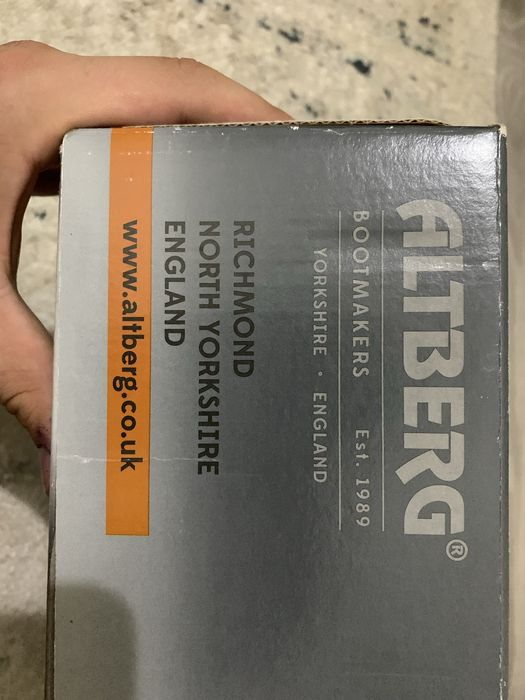 ALTBERG®
BOOTMAKERS Est. 1989
YORKSHIRE · ENGLAND
RICHMOND
NORTH YORKSHIRE
ENGLAND
www.altberg.co.uk